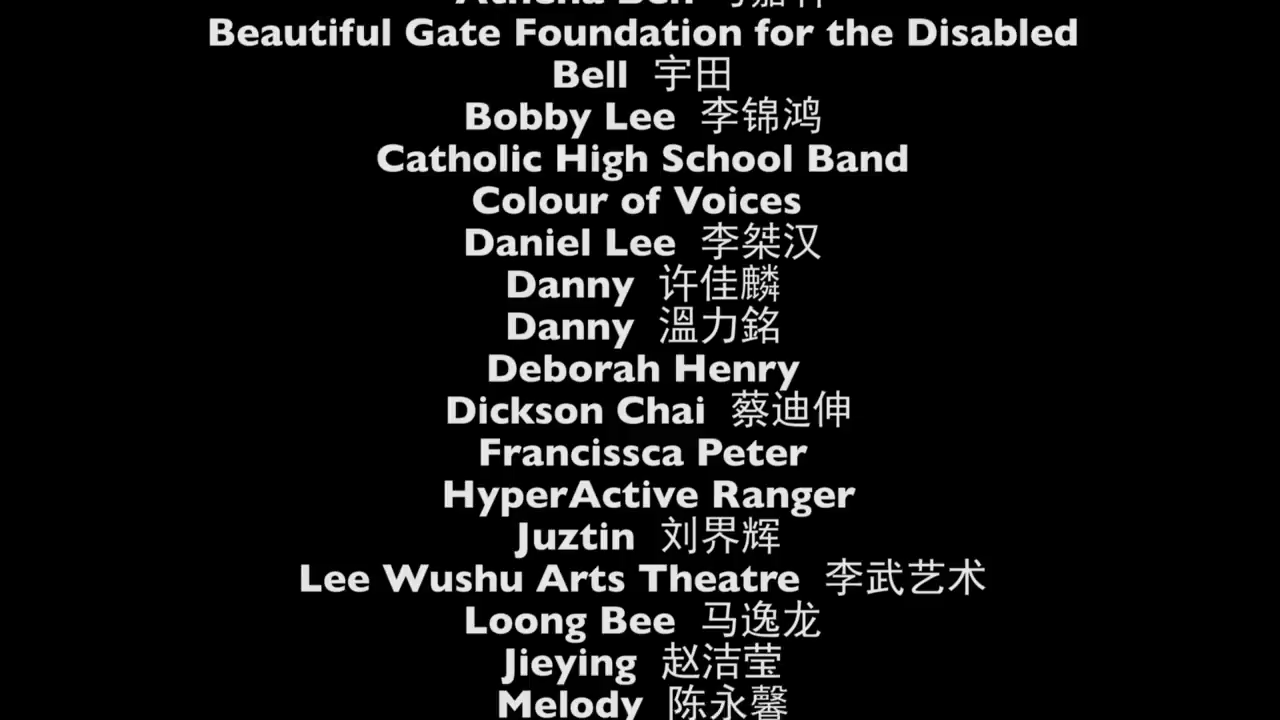 Beautiful Gate Foundation for the Disabled
Bell 宇田
Bobby Lee 李锦鸿
Catholic High School Band
Colour of Voices
Daniel Lee 李桀汉
Danny 许佳麟
Danny 溫力銘
Deborah Henry
Dickson Chai 蔡迪伸
Francissca Peter
HyperActive Ranger
Juztin 刘界辉
Lee Wushu Arts Theatre 李武艺术
Loong Bee 马逸龙
Jieying 赵洁莹
Melody 陈永馨